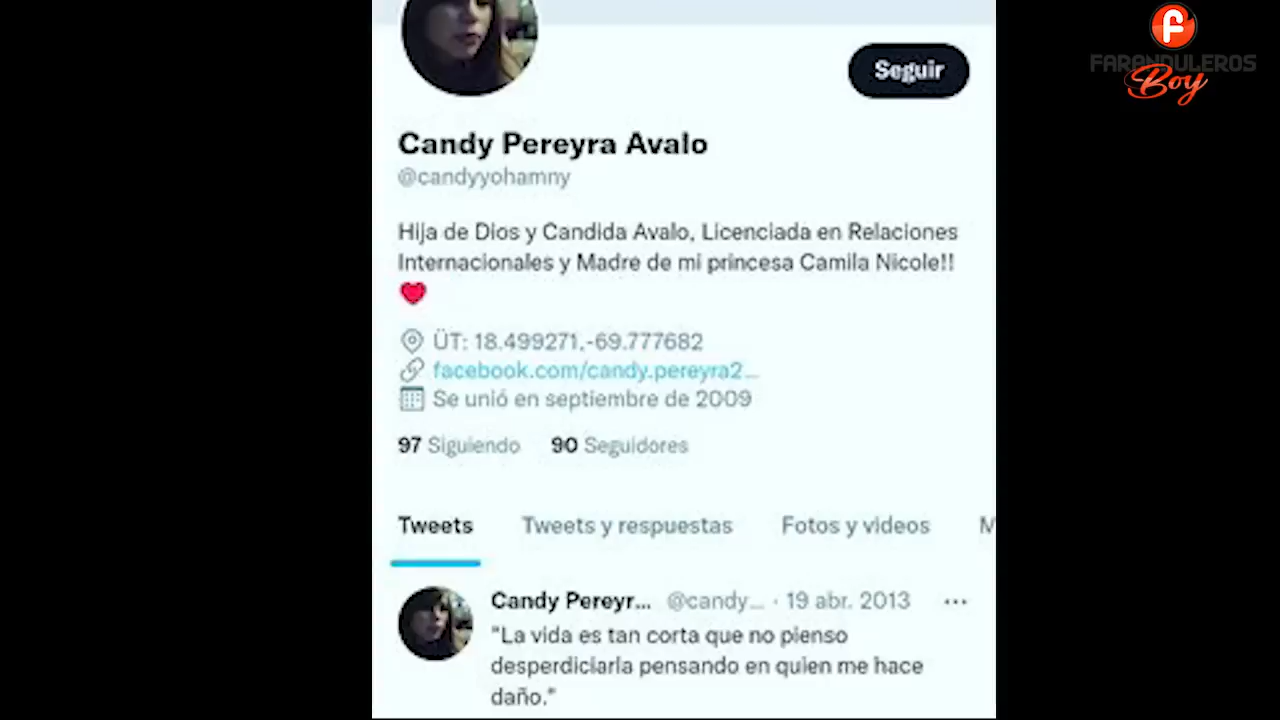 f
FARANDULEROS
Boy
Seguir
Candy Pereyra Avalo
@candyyohamny
Hija de Dios y Candida Avalo, Licenciada en Relaciones
Internacionales y Madre de mi princesa Camila Nicole!!
❤
ÜT: 18.499271,-69.777682
facebook.com/candy.pereyra2...
Se unió en septiembre de 2009
97 Siguiendo 90 Seguidores
Tweets Tweets y respuestas Fotos y videos M
Candy Pereyr... @candy... · 19 abr. 2013 ...
"La vida es tan corta que no pienso
desperdiciarla pensando en quien me hace
daño."